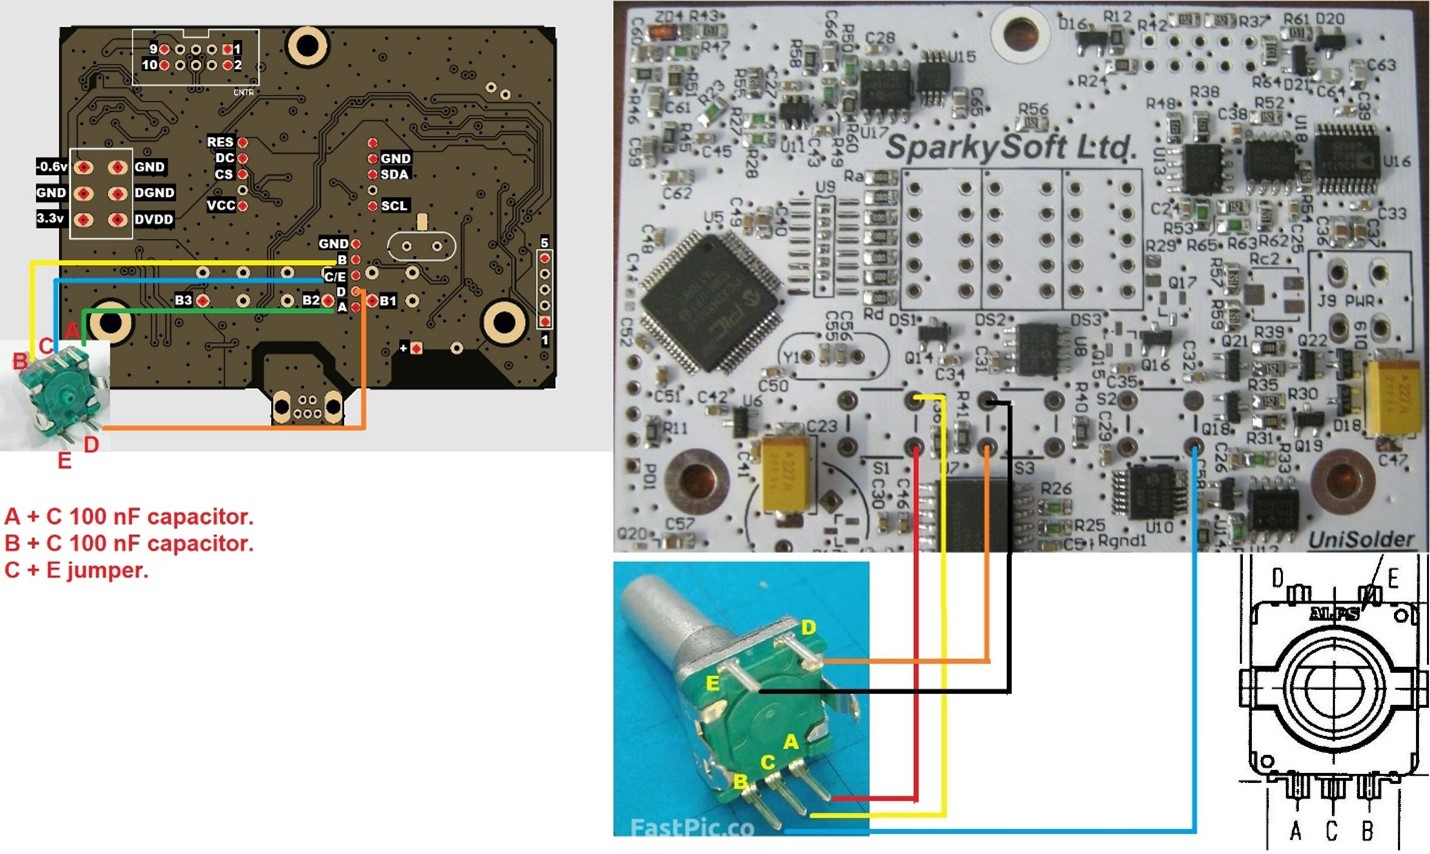 9
1
10
2
CNTR
RES
DC
CS
VCC
GND
SDA
SCL
-0.6v
GND
GND
DGND
3.3v
DVDD
GND
B
C/E
D
A
B3
B2
B1
5
1
+
A
B
C
D
E
A + C 100 nF capacitor.
B + C 100 nF capacitor.
C + E jumper.
ZD4
R43
C60
R47
R51
R46
C61
R23
R45
C59
C45
C62
R55
C27
R27
R28
R58
C66
R50
C28
U15
U17
U11
C43
R49
R60
C65
R56
D16
R12
R42
R37
R61
D20
R24
R64
D21
C63
C64
C39
R48
R38
C38
R52
U18
U13
U16
SparkySoft Ltd.
Ra
U9
U5
C49
C40
C48
C44
C52
Rd
DS1
DS2
DS3
R29
R53
R65
R63
R62
R54
C25
C36
C33
C37
Rc2
R57
R59
J9 PWR
Q17
Q16
Q15
Q14
C34
C31
U8
C35
C32
Y1
C55
C56
C50
C51
R11
C42
U6
C41
C23
PD1
Q20
C57
S1
C30
C46
R41
S3
R40
S2
C29
R26
R25
Rgnd1
U10
C58
Q21
R39
Q22
R35
R30
Q18
R31
Q19
D18
C26
R33
C47
U12
227A
227A
UniSolder
D
E
A
C
B
FastPic.co
D
E
ALPS
A
C
B